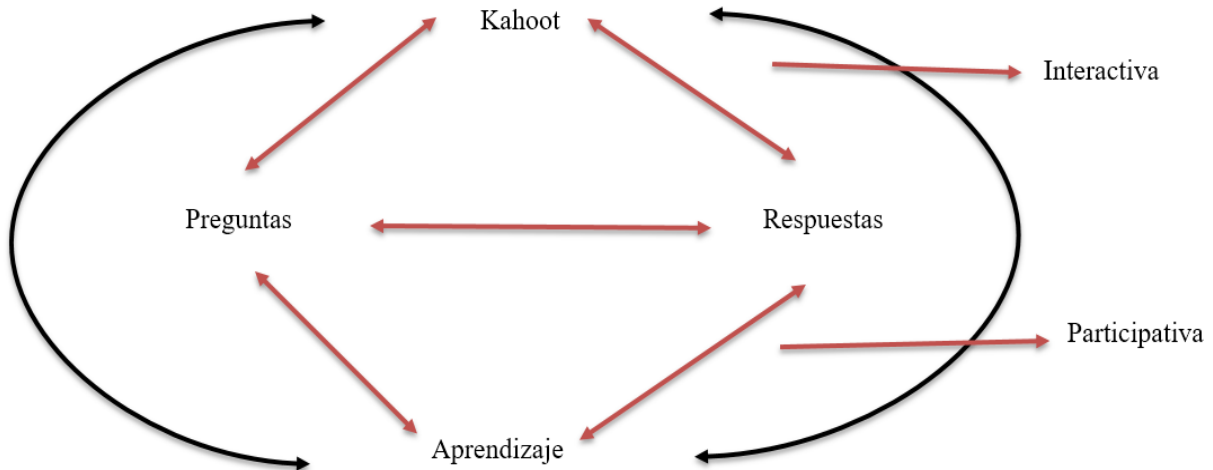 Kahoot
Interactiva
Preguntas
Respuestas
Participativa
Aprendizaje